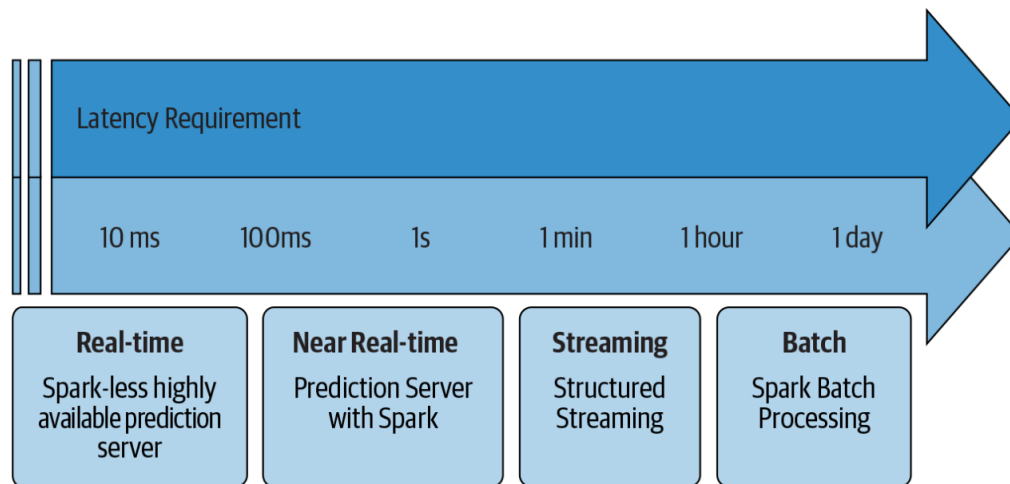 Latency Requirement
10 ms 100ms 1s 1 min 1 hour 1 day
Real-time
Spark-less highly
available prediction
server
Near Real-time
Prediction Server
with Spark
Streaming
Structured
Streaming
Batch
Spark Batch
Processing